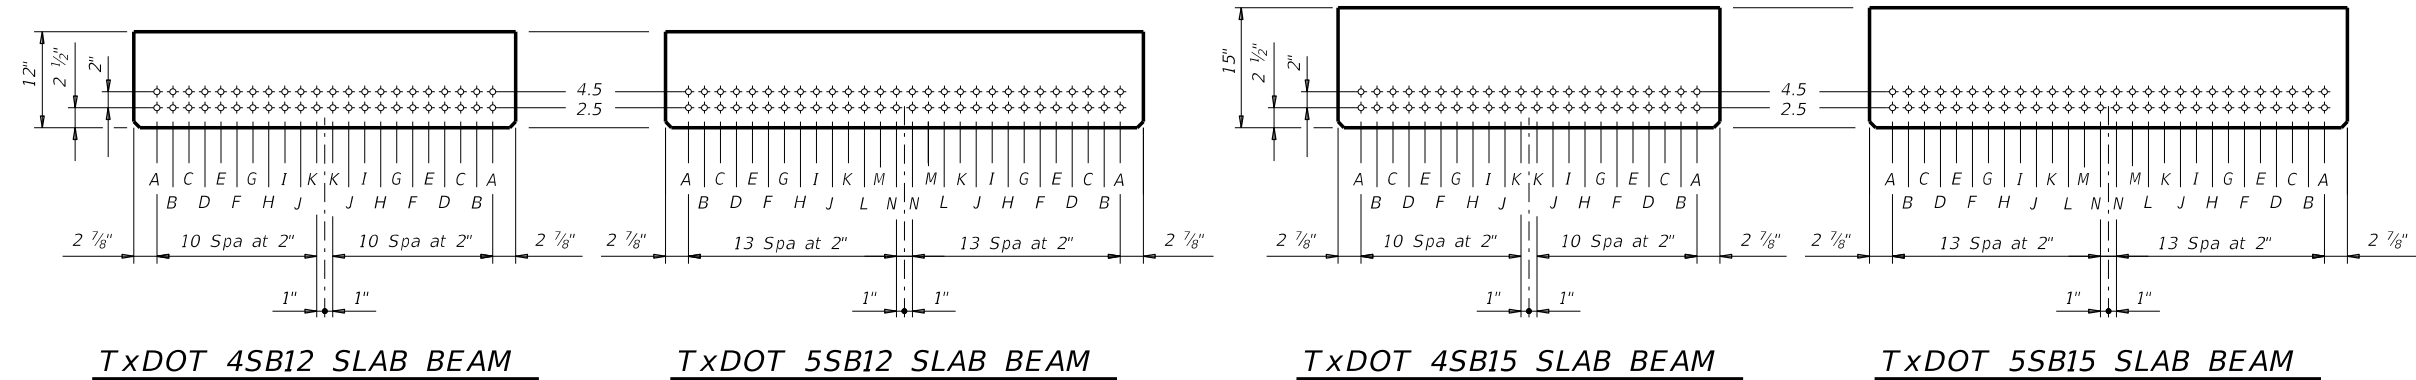 12"
2 1/2"
2"
4.5
2.5
15"
2 1/2"
2"
4.5
2.5
A C E G I K K I G E C A
B D F H J J H F D B
A C E G I K M M K I G E C A
B D F H J L N N L J H F D B
A C E G I K K I G E C A
B D F H J J H F D B
A C E G I K M M K I G E C A
B D F H J L N N L J H F D B
2 7/8" 10 Spa at 2" 10 Spa at 2" 2 7/8"
2 7/8" 13 Spa at 2" 13 Spa at 2" 2 7/8"
2 7/8" 10 Spa at 2" 10 Spa at 2" 2 7/8"
2 7/8" 13 Spa at 2" 13 Spa at 2" 2 7/8"
1" 1"
1" 1"
1" 1"
1" 1"
TxDOT 4SB12 SLAB BEAM
TxDOT 5SB12 SLAB BEAM
TxDOT 4SB15 SLAB BEAM
TxDOT 5SB15 SLAB BEAM